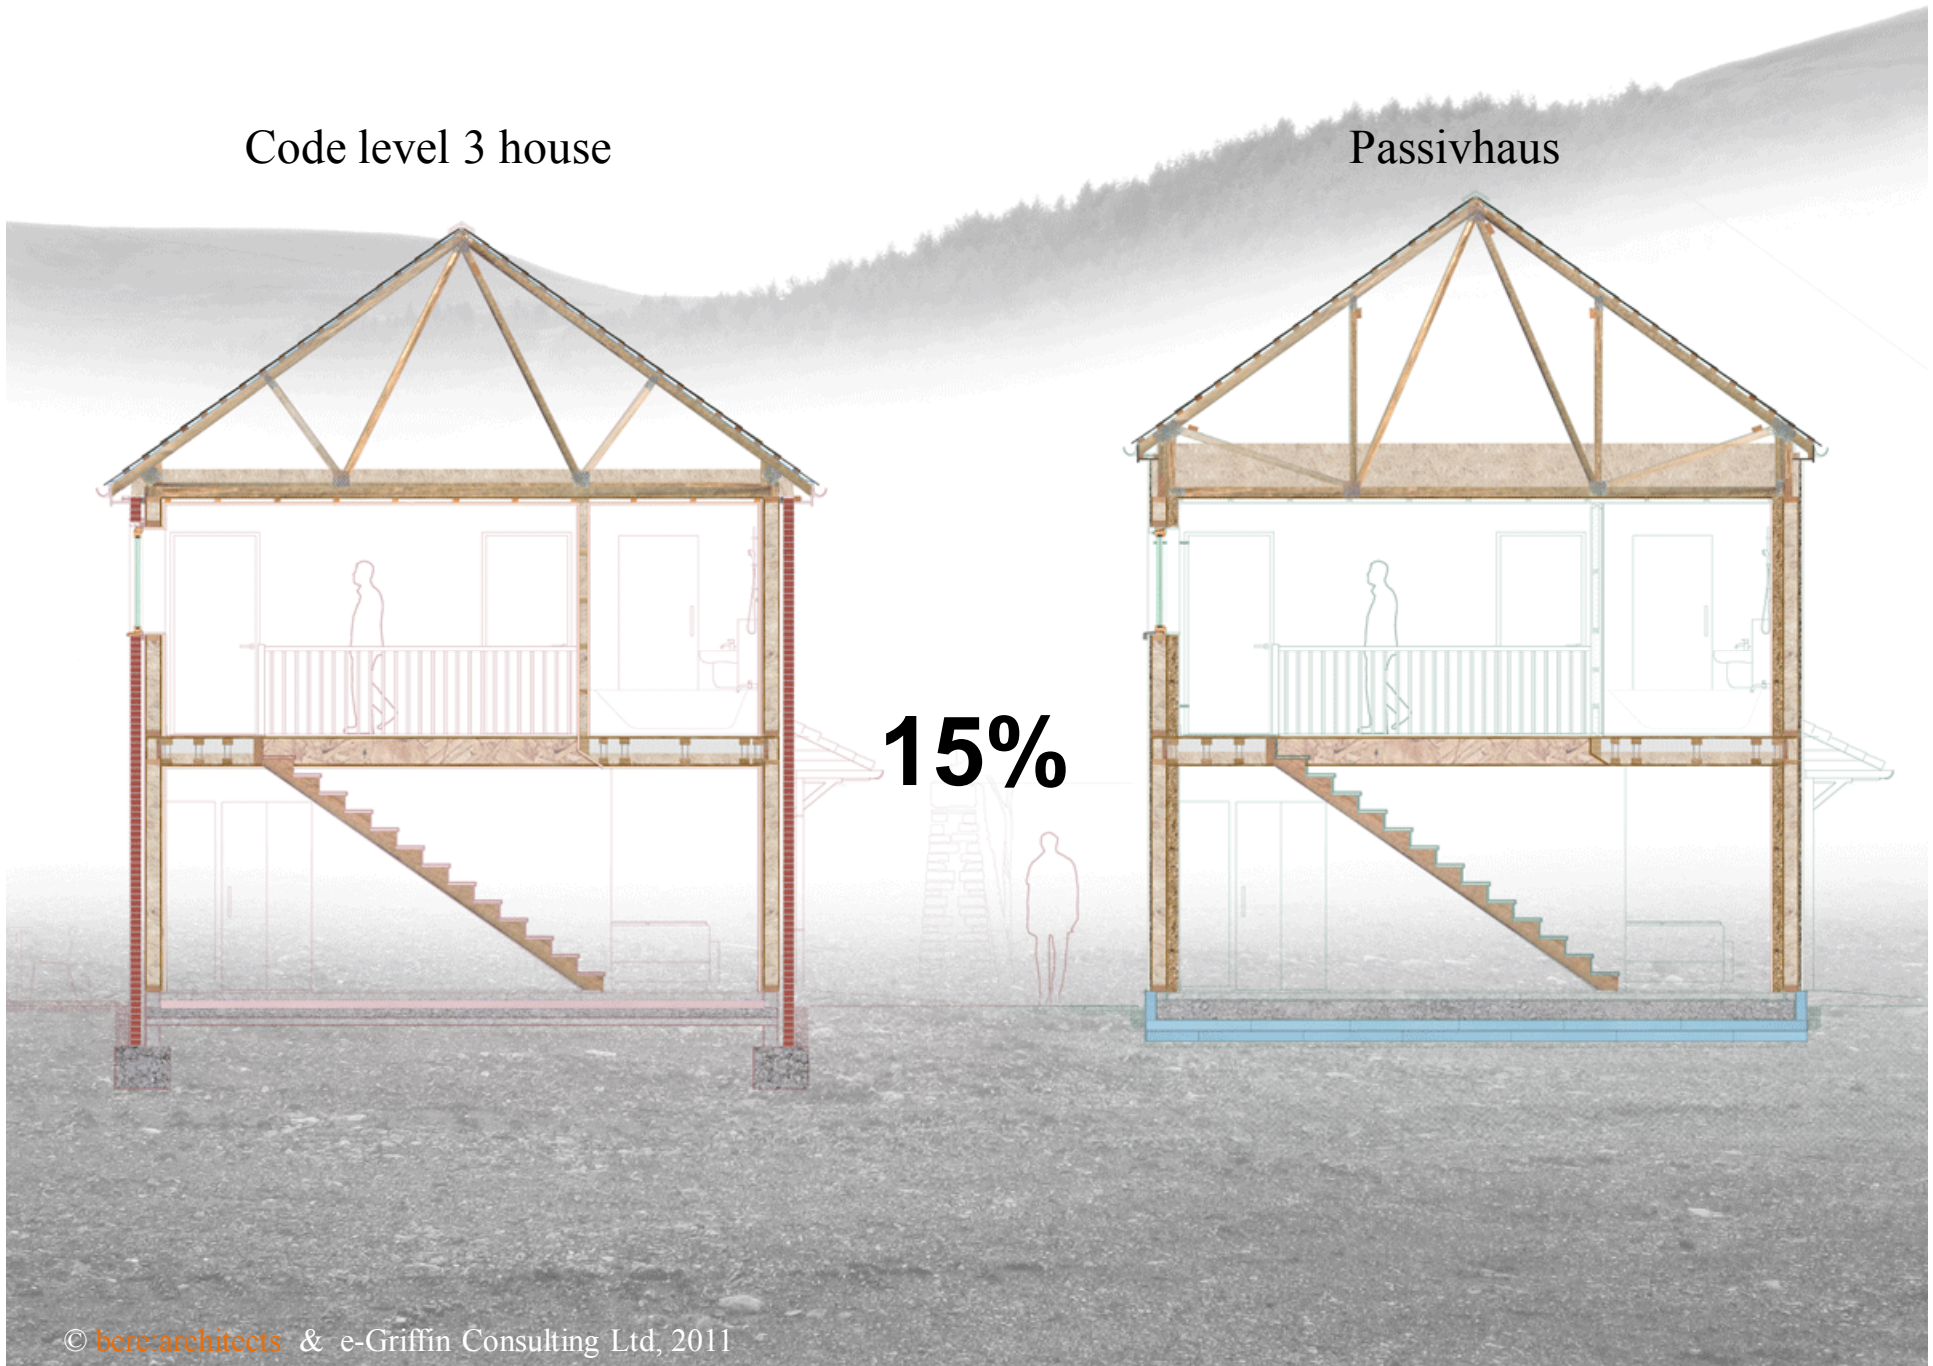 Code level 3 house
Passivhaus
15%
© bere:architects & e-Griffin Consulting Ltd, 2011